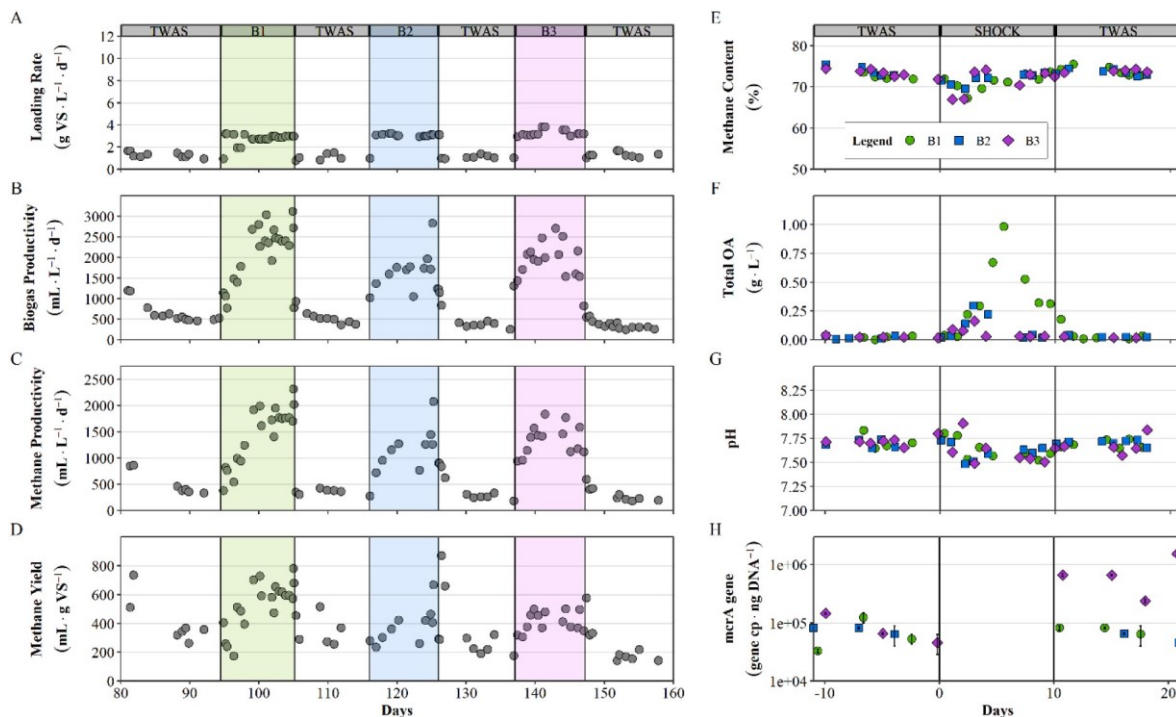 A
TWAS B1 TWAS B2 TWAS B3 TWAS
Loading Rate
(g VS · L⁻¹ · d⁻¹)
12
10
8
6
4
2
0
B
Biogas Productivity
(mL · L⁻¹ · d⁻¹)
3000
2500
2000
1500
1000
500
0
C
Methane Productivity
(mL · L⁻¹ · d⁻¹)
2500
2000
1500
1000
500
0
D
Methane Yield
(mL · g VS⁻¹)
800
600
400
200
0
80 90 100 110 120 130 140 150 160
Days
E
TWAS SHOCK TWAS
Methane Content
(%)
80
70
60
50
Legend B1 B2 B3
F
Total OA
(g · L⁻¹)
1.00
0.75
0.50
0.25
0.00
G
pH
8.25
8.00
7.75
7.50
7.25
7.00
H
mcrA gene
(gene cp · ng DNA⁻¹)
1e+06
1e+05
1e+04
-10 0 10 20
Days